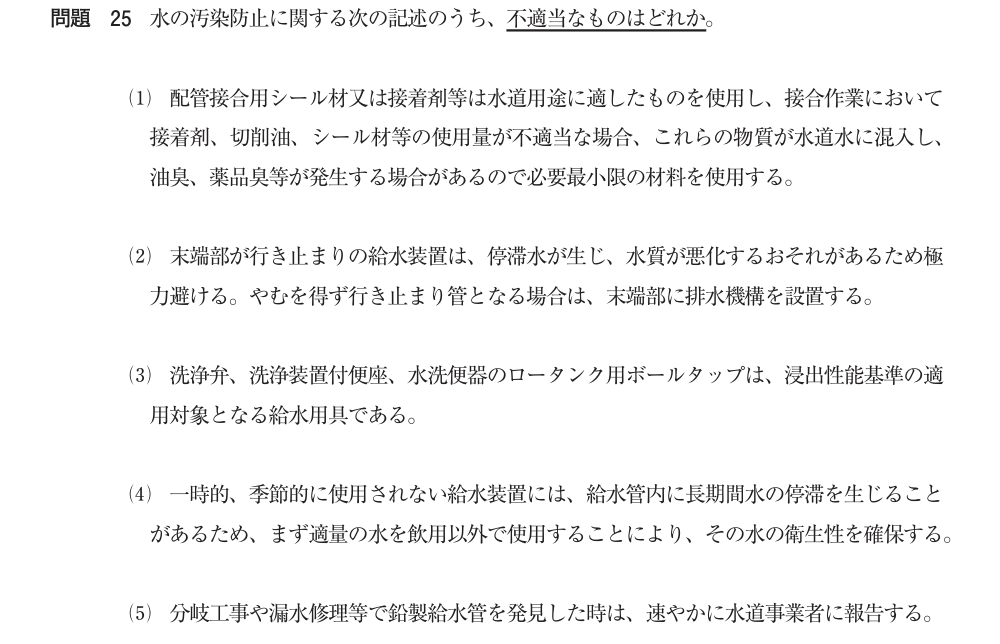 問題　25　水の汚染防止に関する次の記述のうち、不適当なものはどれか。
(1)　配管接合用シール材又は接着剤等は水道用途に適したものを使用し、接合作業において
接着剤、切削油、シール材等の使用量が不適当な場合、これらの物質が水道水に混入し、
油臭、薬品臭等が発生する場合があるので必要最小限の材料を使用する。
(2)　末端部が行き止まりの給水装置は、停滞水が生じ、水質が悪化するおそれがあるため極
力避ける。やむを得ず行き止まり管となる場合は、末端部に排水機構を設置する。
(3)　洗浄弁、洗浄装置付便座、水洗便器のロータンク用ボールタップは、浸出性能基準の適
用対象となる給水用具である。
(4)　一時的、季節的に使用されない給水装置には、給水管内に長期間水の停滞を生じること
があるため、まず適量の水を飲用以外で使用することにより、その水の衛生性を確保する。
(5)　分岐工事や漏水修理等で鉛製給水管を発見した時は、速やかに水道事業者に報告する。